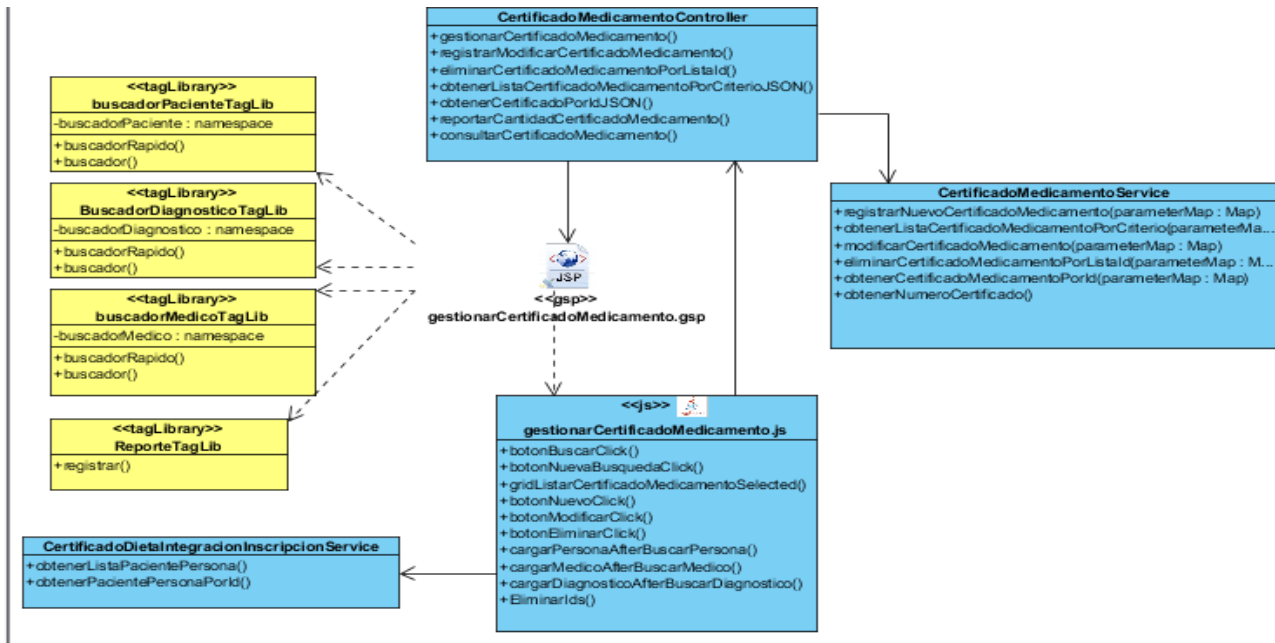 CertificadoMedicamentoController
+gestionarCertificadoMedicamento()
+registrarModificarCertificadoMedicamento()
+eliminarCertificadoMedicamentoPorListaId()
+obtenerListaCertificadoMedicamentoPorCriterioJSON()
+obtenerCertificadoPorIdJSON()
+reportarCantidadCertificadoMedicamento()
+consultarCertificadoMedicamento()
<<tagLibrary>>
buscadorPacienteTagLib
-buscadorPaciente : namespace
+buscadorRapido()
+buscador()
<<tagLibrary>>
BuscadorDiagnosticoTagLib
-buscadorDiagnostico : namespace
+buscadorRapido()
+buscador()
<<tagLibrary>>
buscadorMedicoTagLib
-buscadorMedico : namespace
+buscadorRapido()
+buscador()
<<tagLibrary>>
ReporteTagLib
+registrar()
JSP
<<gsp>>
gestionarCertificadoMedicamento.gsp
CertificadoMedicamentoService
+registrarNuevoCertificadoMedicamento(parameterMap : Map)
+obtenerListaCertificadoMedicamentoPorCriterio(parameterMa...
+modificarCertificadoMedicamento(parameterMap : Map)
+eliminarCertificadoMedicamentoPorListaId(parameterMap : M...
+obtenerCertificadoMedicamentoPorId(parameterMap : Map)
+obtenerNumeroCertificado()
<<js>>
gestionarCertificadoMedicamento.js
+botonBuscarClick()
+botonNuevaBusquedaClick()
+gridListarCertificadoMedicamentoSelected()
+botonNuevoClick()
+botonModificarClick()
+botonEliminarClick()
+cargarPersonaAfterBuscarPersona()
+cargarMedicoAfterBuscarMedico()
+cargarDiagnosticoAfterBuscarDiagnostico()
+EliminarIds()
CertificadoDietaIntegracionInscripcionService
+obtenerListaPacientePersona()
+obtenerPacientePersonaPorId()